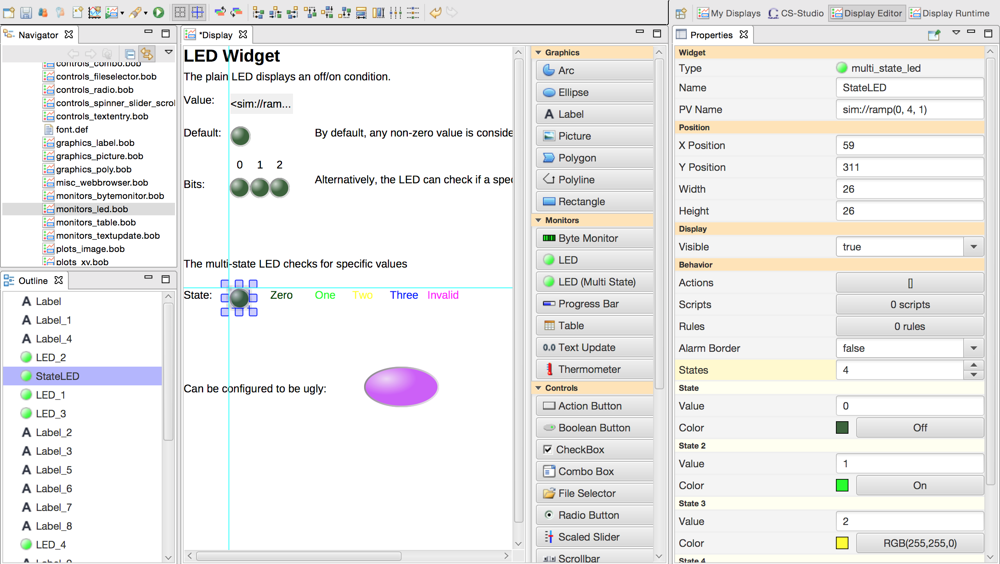 My Displays
CS-Studio
Display Editor
Display Runtime
Navigator
controls_combo.bob
controls_fileselector.bob
controls_radio.bob
controls_spinner_slider_scrol
controls_textentry.bob
font.def
graphics_label.bob
graphics_picture.bob
graphics_poly.bob
misc_webbrowser.bob
monitors_bytemonitor.bob
monitors_led.bob
monitors_table.bob
monitors_textupdate.bob
plots_image.bob
plots_xy.bob
Outline
Label
Label_1
Label_4
LED_2
StateLED
LED_1
LED_3
Label_2
Label_3
Label_5
Label_6
Label_7
Label_8
LED_4
*Display
LED Widget
The plain LED displays an off/on condition.
Value: <sim://ram...
Default: By default, any non-zero value is conside
0 1 2
Bits: Alternatively, the LED can check if a spec
The multi-state LED checks for specific values
State: Zero One Two Three Invalid
Can be configured to be ugly:
Graphics
Arc
Ellipse
Label
Picture
Polygon
Polyline
Rectangle
Monitors
Byte Monitor
LED
LED (Multi State)
Progress Bar
Table
0.0 Text Update
Thermometer
Controls
Action Button
Boolean Button
CheckBox
Combo Box
File Selector
Radio Button
Scaled Slider
Scrollbar
Properties
Widget
Type multi_state_led
Name StateLED
PV Name sim://ramp(0, 4, 1)
Position
X Position 59
Y Position 311
Width 26
Height 26
Display
Visible true
Behavior
Actions []
Scripts 0 scripts
Rules 0 rules
Alarm Border false
States 4
State
Value 0
Color Off
State 2
Value 1
Color On
State 3
Value 2
Color RGB(255,255,0)
State 4